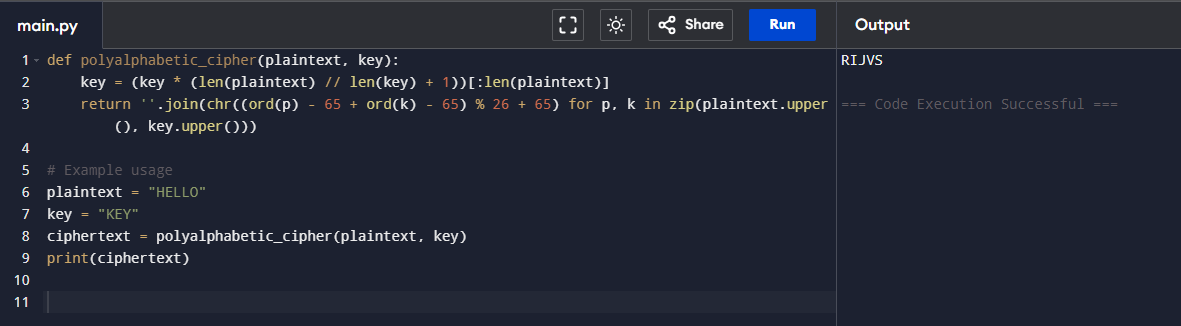 main.py Share Run Output
1 def polyalphabetic_cipher(plaintext, key):
2 key = (key * (len(plaintext) // len(key) + 1))[:len(plaintext)]
3 return ''.join(chr((ord(p) - 65 + ord(k) - 65) % 26 + 65) for p, k in zip(plaintext.upper
(), key.upper()))
4
5 # Example usage
6 plaintext = "HELLO"
7 key = "KEY"
8 ciphertext = polyalphabetic_cipher(plaintext, key)
9 print(ciphertext)
10
11
RIJVS
=== Code Execution Successful ===